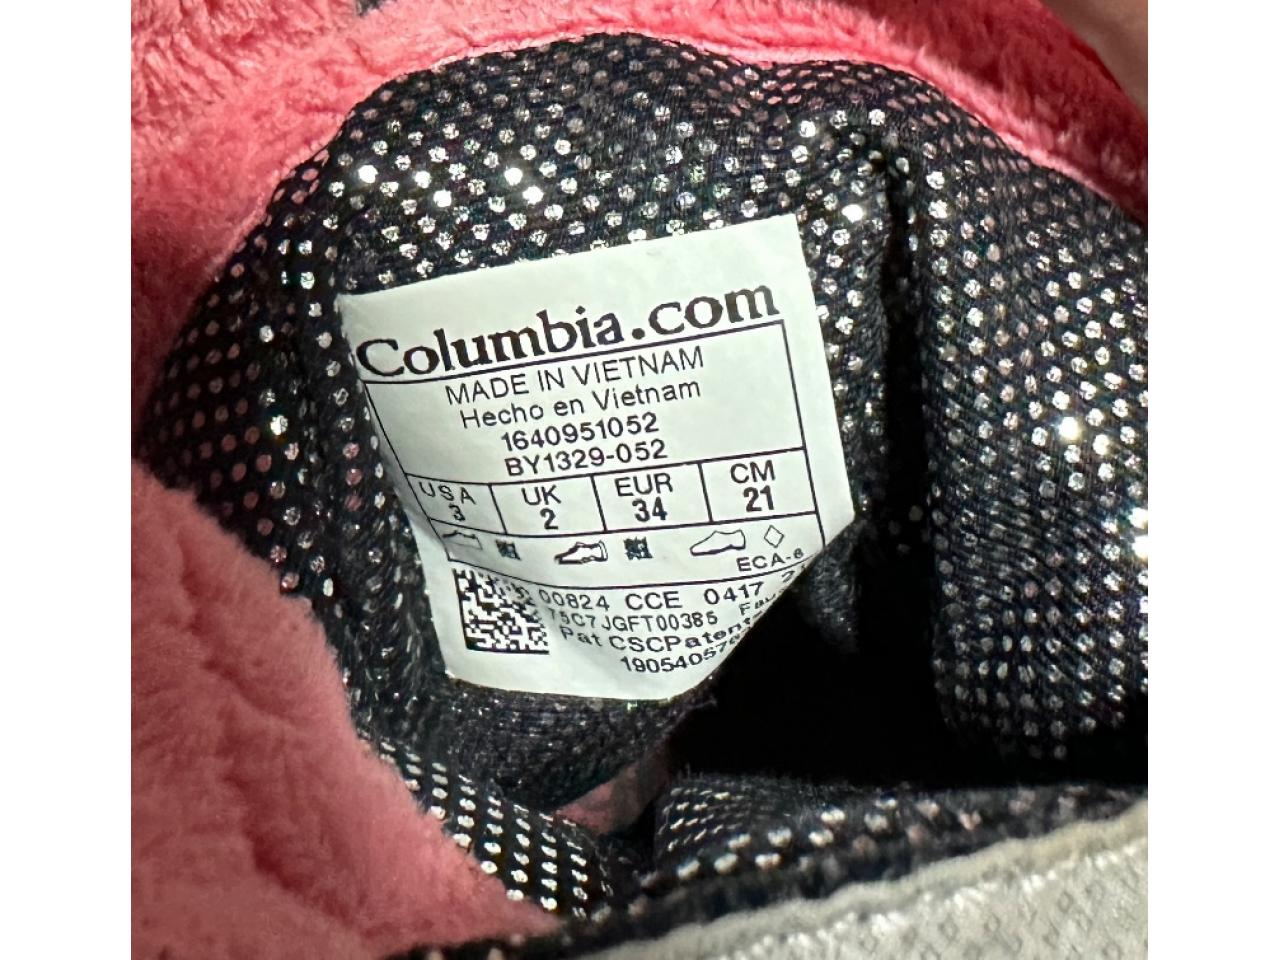 Columbia.com
MADE IN VIETNAM
Hecho en Vietnam
1640951052
BY1329-052
USA UK EUR CM
3 2 34 21
ECA-6
00824 CCE 0417
75C7JGFT00385
Pat CSCPatent